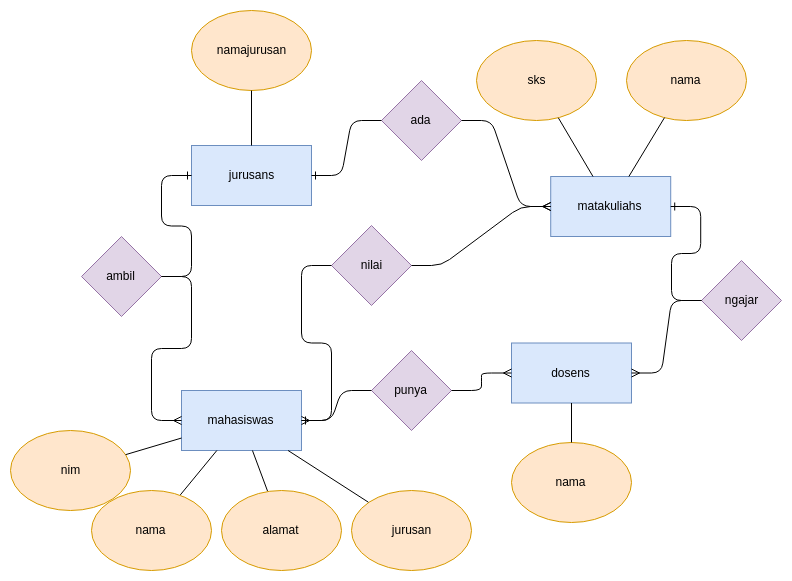 namajurusan
sks
nama
ada
jurusans
matakuliahs
nilai
ambil
ngajar
dosens
punya
mahasiswas
nim
nama
nama
alamat
jurusan